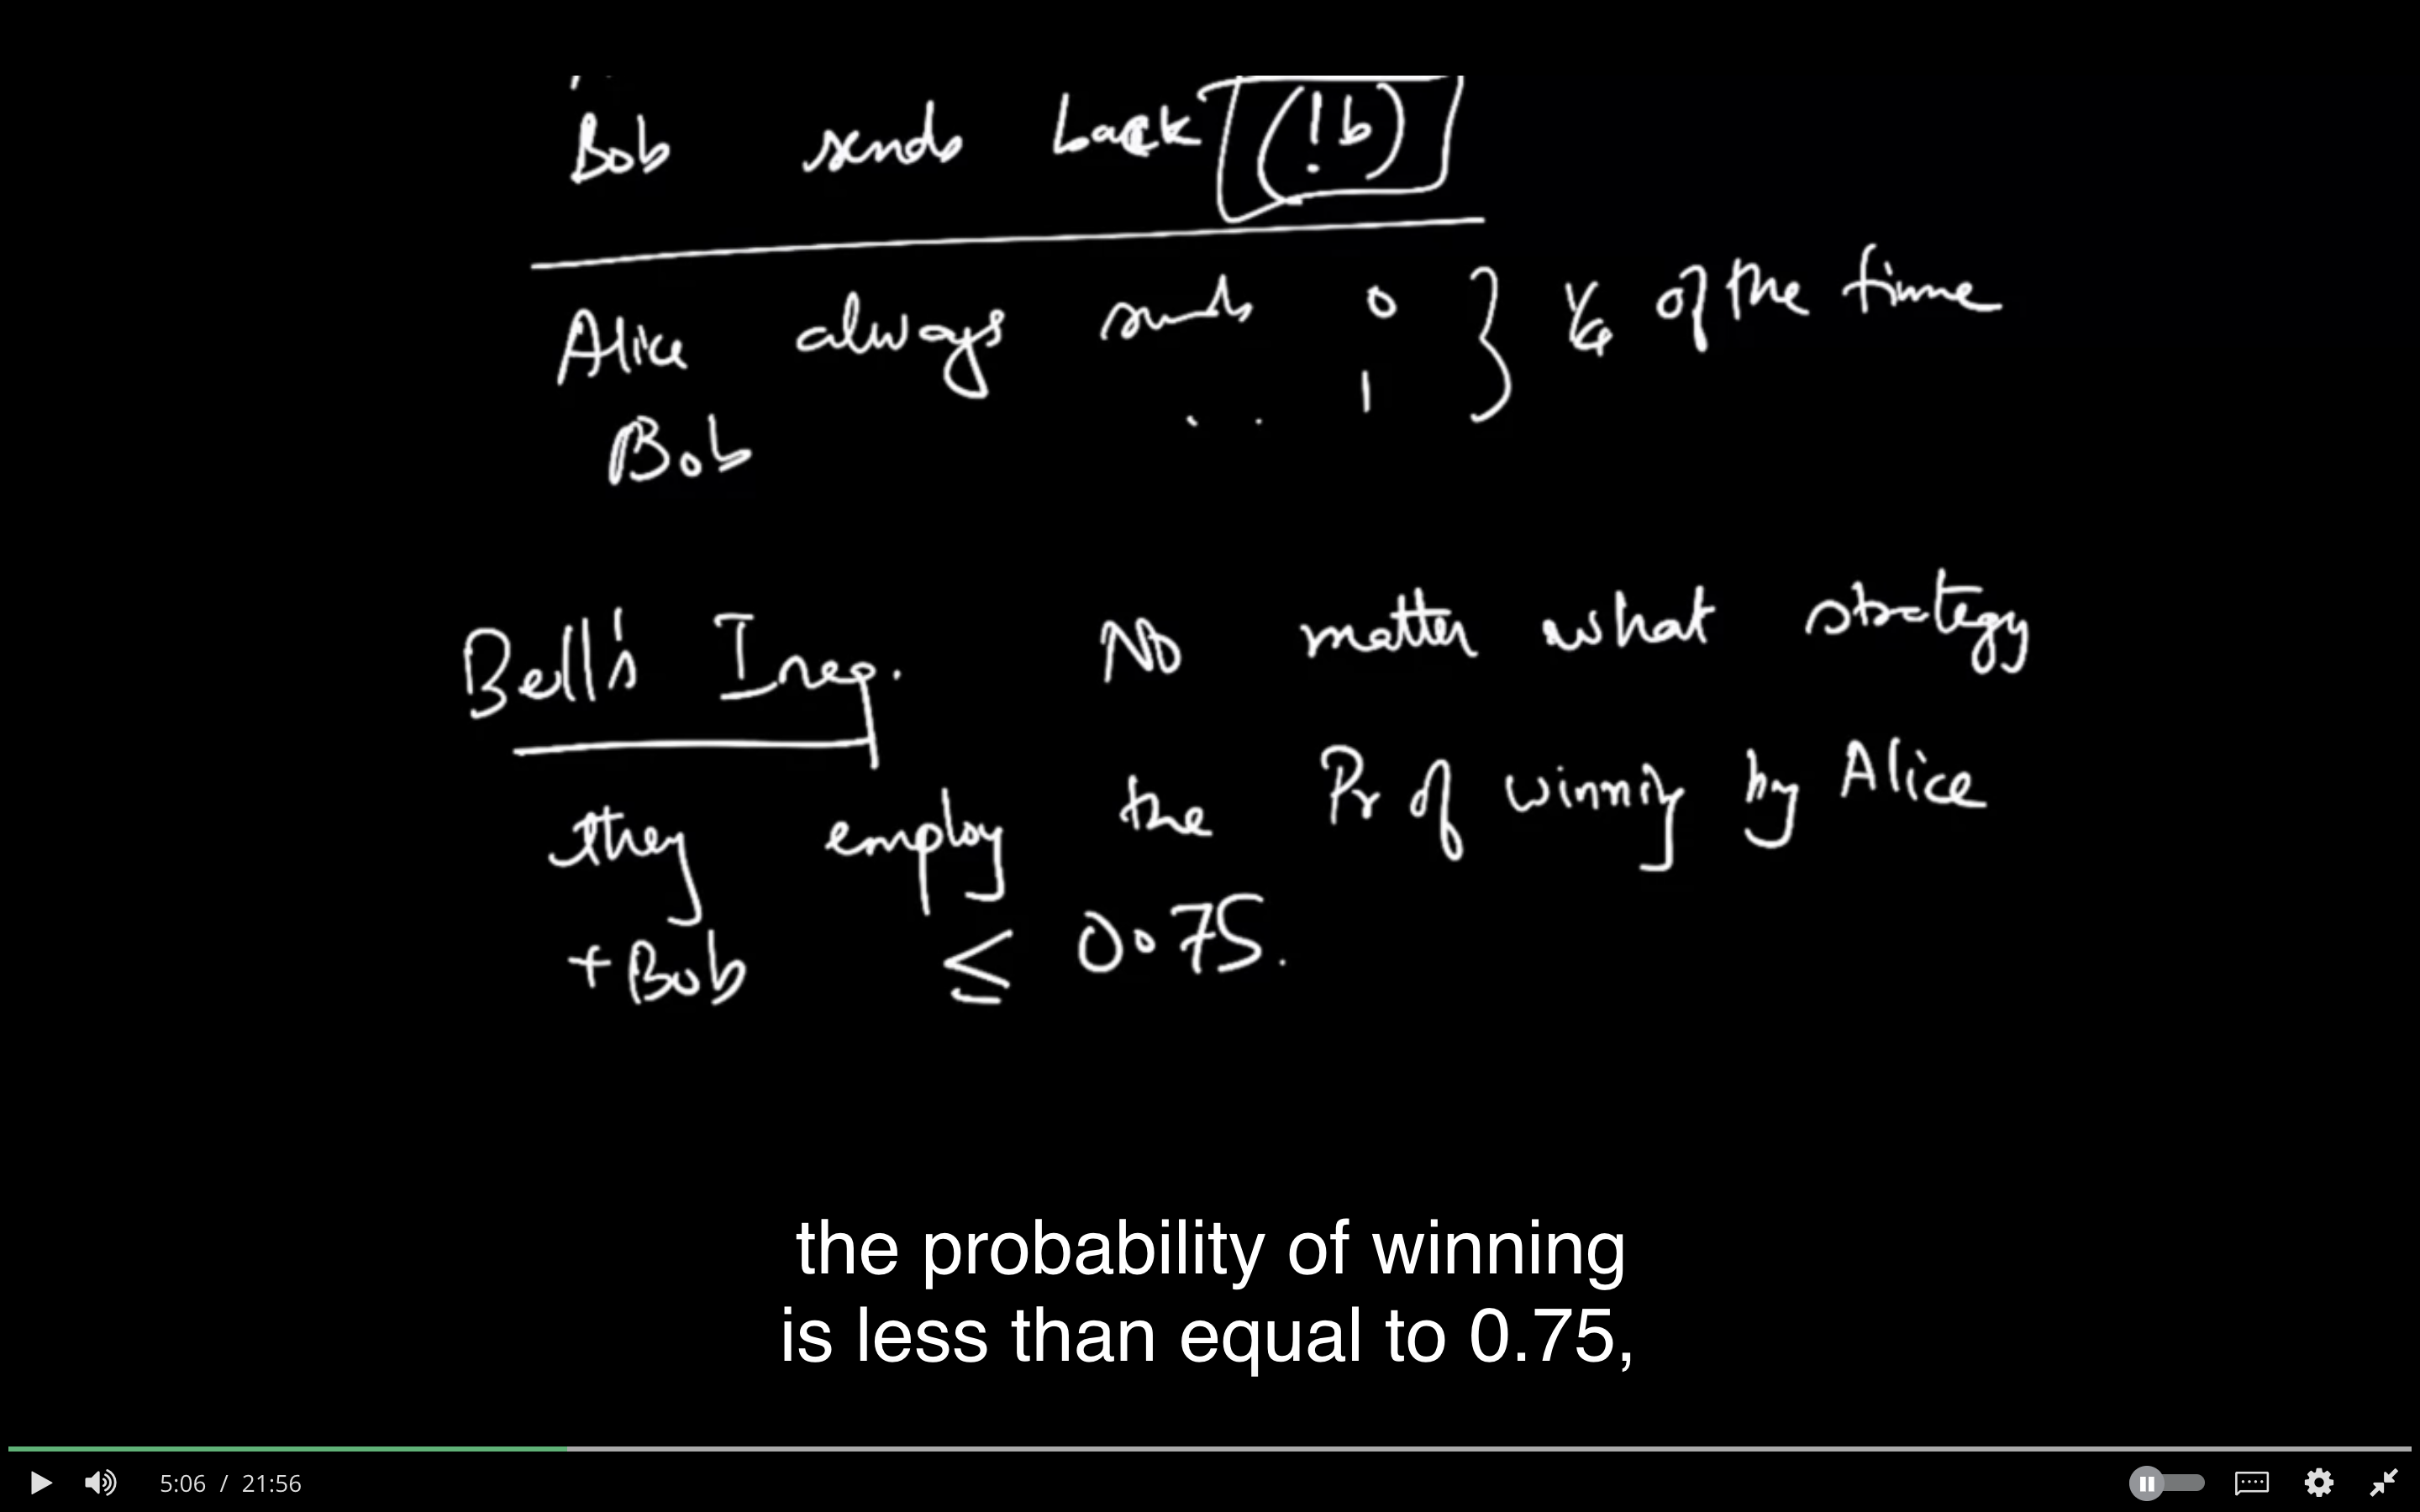 Bob sends back (!b)
Alice always sends 0 } 1/4 of the time
Bob .. 1
Bell's Ineq. No matter what strategy
they employ the Pr of winning by Alice
+ Bob ≤ 0.75.
the probability of winning
is less than equal to 0.75,
5:06 / 21:56